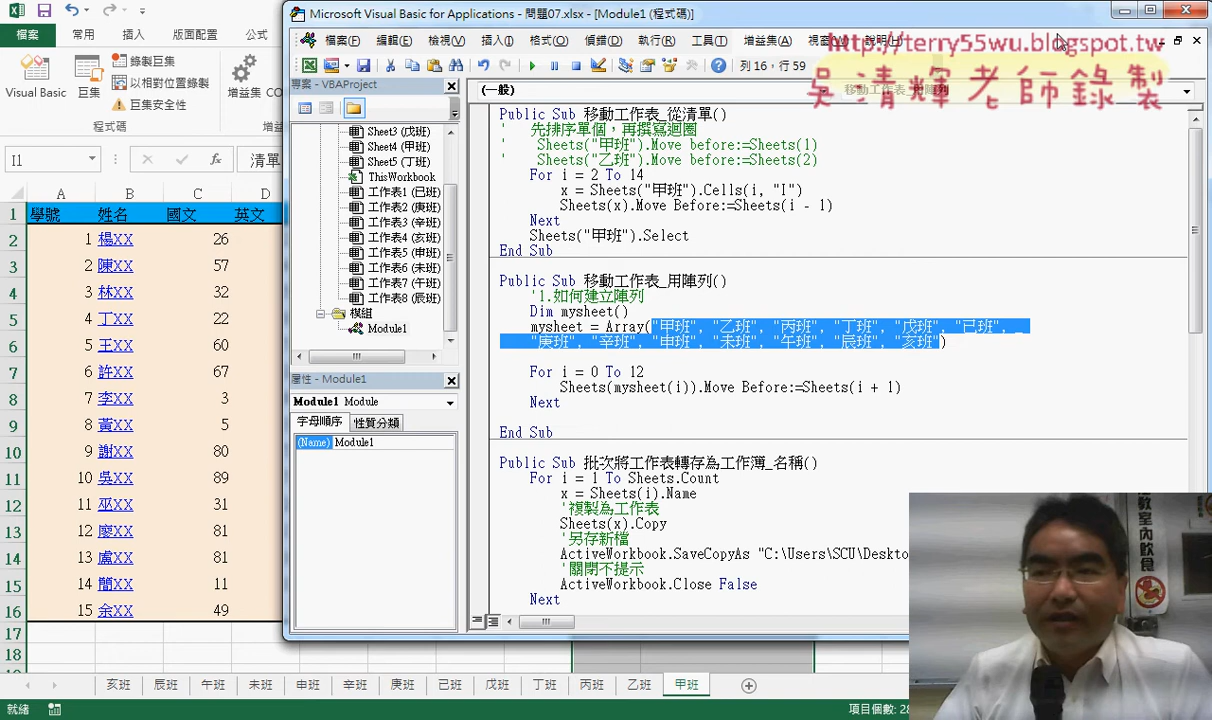 Microsoft Visual Basic for Applications - 問題07.xlsx - [Module1 (程式碼)]
檔案 常用 插入 版面配置 公式
檔案(F) 編輯(E) 檢視(V) 插入(I) 格式(O) 偵錯(D) 執行(R) 工具(T) 增益集(A) 視窗(W) 說明(H)
http://terry55wu.blogspot.tw
吳清輝老師錄製
錄製巨集
以相對位置錄製
巨集安全性
Visual Basic 巨集 增益集
程式碼
列 16，行 59
專案 - VBAProject
(一般)
I1
清單
A B C D
學號 姓名 國文 英文
1 楊XX 26
2 陳XX 57
3 林XX 32
4 丁XX 22
5 王XX 60
6 許XX 67
7 李XX 3
8 黃XX 5
9 謝XX 80
10 吳XX 89
11 巫XX 31
12 廖XX 81
13 盧XX 81
14 簡XX 11
15 余XX 49
Sheet3 (戊班)
Sheet4 (甲班)
Sheet5 (丁班)
ThisWorkbook
工作表1 (已班)
工作表2 (庚班)
工作表3 (辛班)
工作表4 (亥班)
工作表5 (申班)
工作表6 (未班)
工作表7 (午班)
工作表8 (辰班)
模組
Module1
屬性 - Module1
Module1 Module
字母順序 性質分類
(Name) Module1
Public Sub 移動工作表_從清單()
' 先排序單個，再撰寫迴圈
' Sheets("甲班").Move before:=Sheets(1)
' Sheets("乙班").Move before:=Sheets(2)
For i = 2 To 14
x = Sheets("甲班").Cells(i, "I")
Sheets(x).Move Before:=Sheets(i - 1)
Next
Sheets("甲班").Select
End Sub
Public Sub 移動工作表_用陣列()
'1.如何建立陣列
Dim mysheet()
mysheet = Array("甲班", "乙班", "丙班", "丁班", "戊班", "已班", _
"庚班", "辛班", "申班", "未班", "午班", "辰班", "亥班")
For i = 0 To 12
Sheets(mysheet(i)).Move Before:=Sheets(i + 1)
Next
End Sub
Public Sub 批次將工作表轉存為工作簿_名稱()
For i = 1 To Sheets.Count
x = Sheets(i).Name
'複製為工作表
Sheets(x).Copy
'另存新檔
ActiveWorkbook.SaveCopyAs "C:\Users\SCU\Deskto
'關閉不提示
ActiveWorkbook.Close False
Next
亥班 辰班 午班 未班 申班 辛班 庚班 已班 戊班 丁班 丙班 乙班 甲班
就緒
項目個數: 28